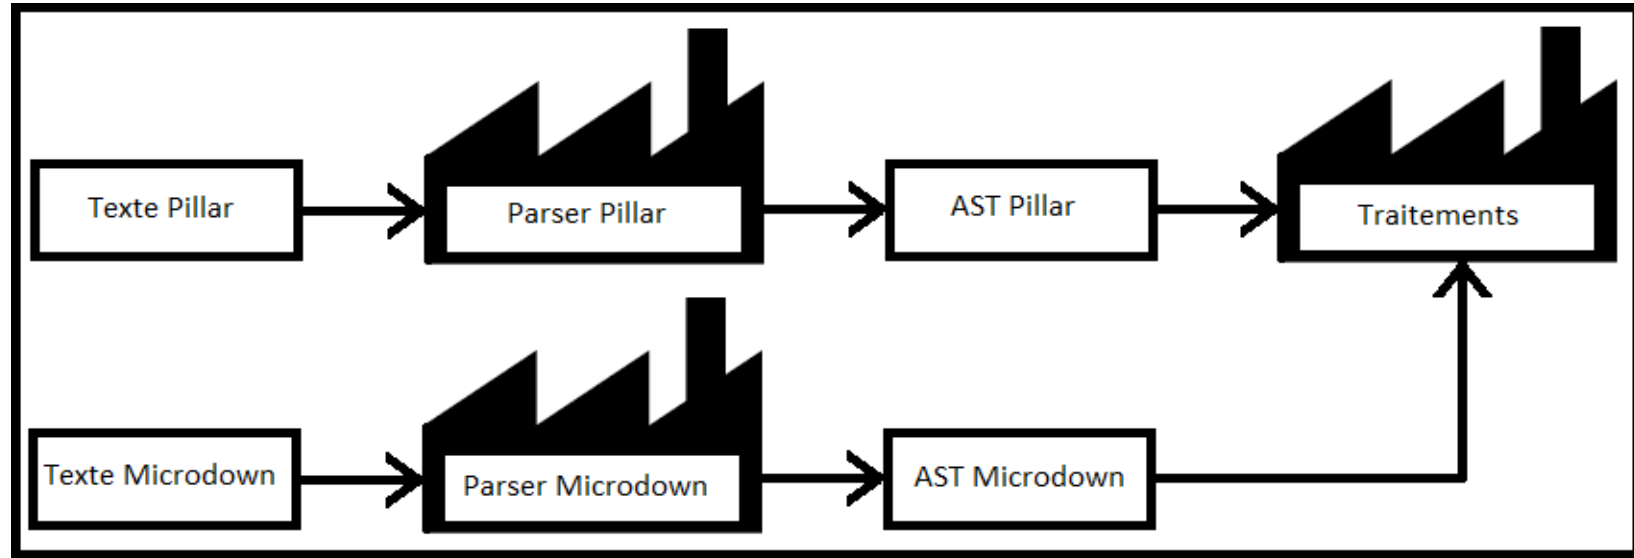 Texte Pillar
Parser Pillar
AST Pillar
Traitements
Texte Microdown
Parser Microdown
AST Microdown